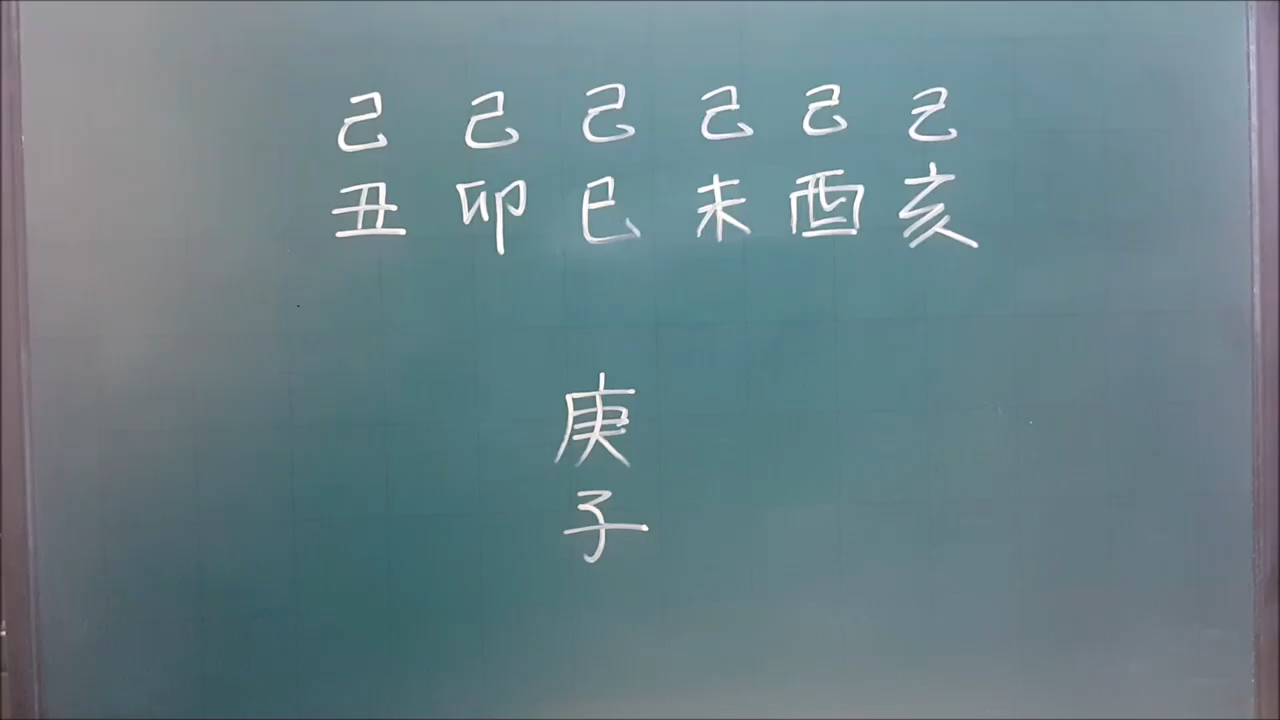 己 己 己 己 己 己
丑 卯 巳 未 酉 亥
庚
子